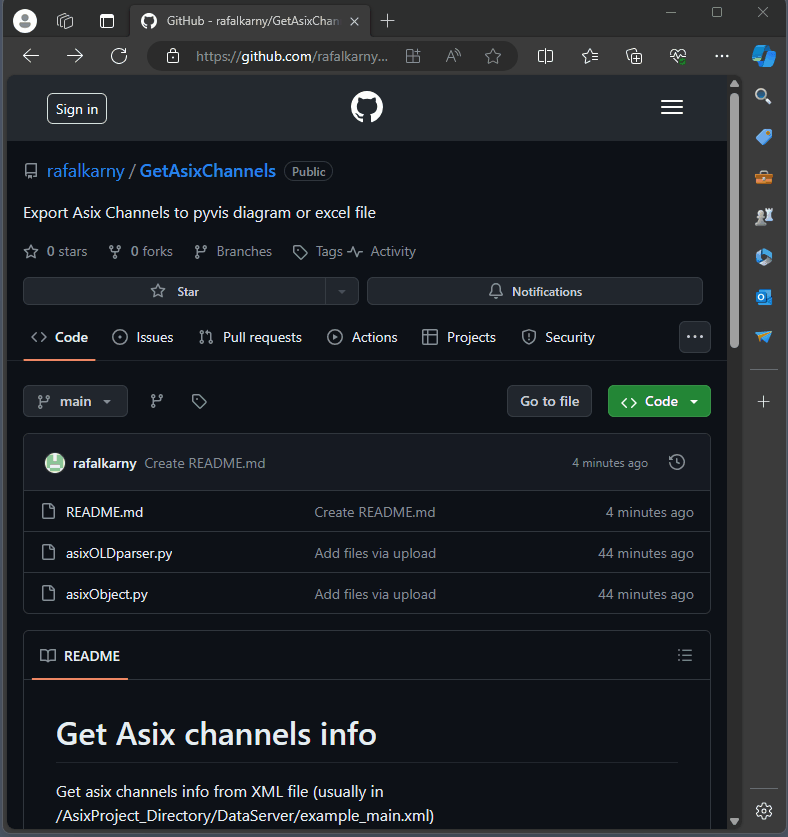 GitHub - rafalkarny/GetAsixChan
https://github.com/rafalkarny...
Sign in
rafalkarny / GetAsixChannels Public
Export Asix Channels to pyvis diagram or excel file
0 stars 0 forks Branches Tags Activity
Star Notifications
Code Issues Pull requests Actions Projects Security
main Go to file Code
rafalkarny Create README.md 4 minutes ago
README.md Create README.md 4 minutes ago
asixOLDparser.py Add files via upload 44 minutes ago
asixObject.py Add files via upload 44 minutes ago
README
Get Asix channels info
Get asix channels info from XML file (usually in
/AsixProject_Directory/DataServer/example_main.xml)